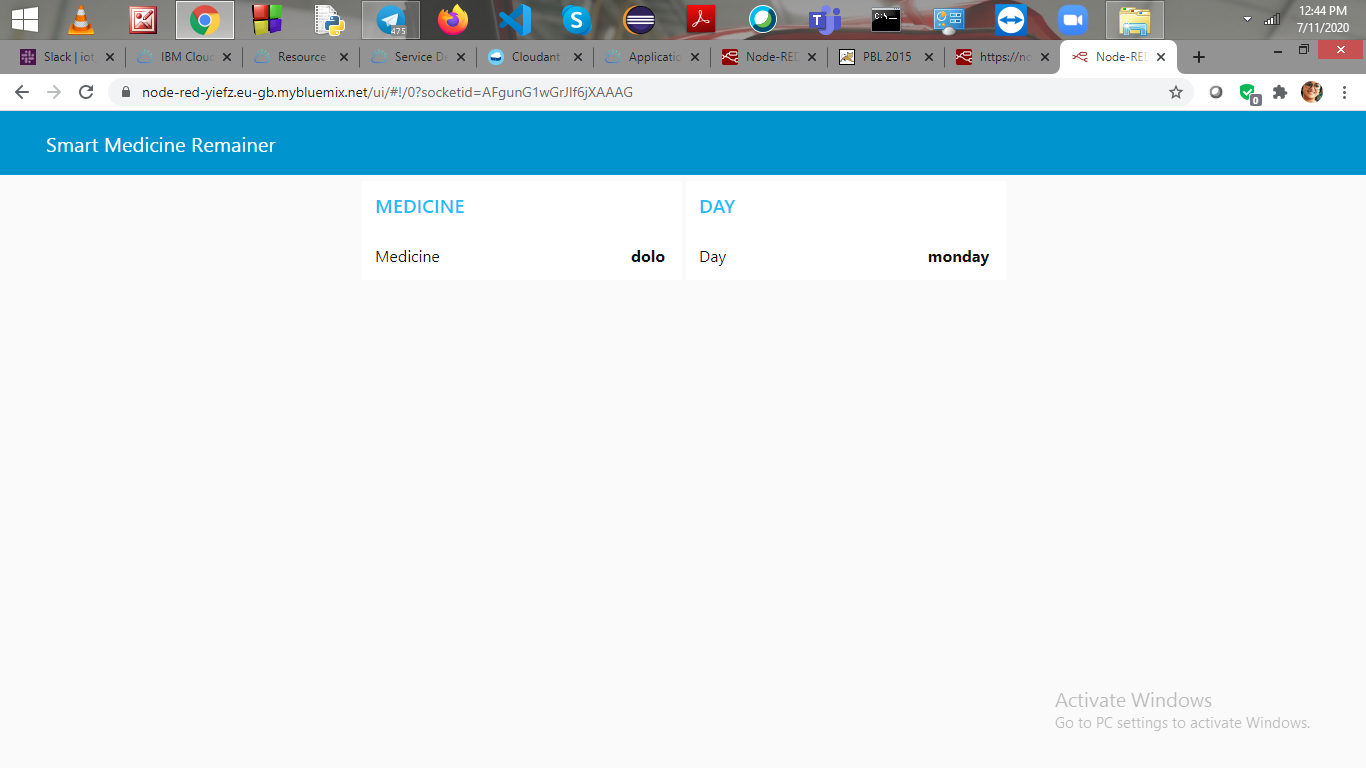 475
12:44 PM
7/11/2020
Slack | iot
IBM Clou
Resource
Service De
Cloudant
Applicatio
Node-RED
PBL 2015
https://no
Node-RE
node-red-yiefz.eu-gb.mybluemix.net/ui/#!/0?socketid=AFgunG1wGrJlf6jXAAAG
0
Smart Medicine Remainer
MEDICINE
DAY
Medicine dolo
Day monday
Activate Windows
Go to PC settings to activate Windows.